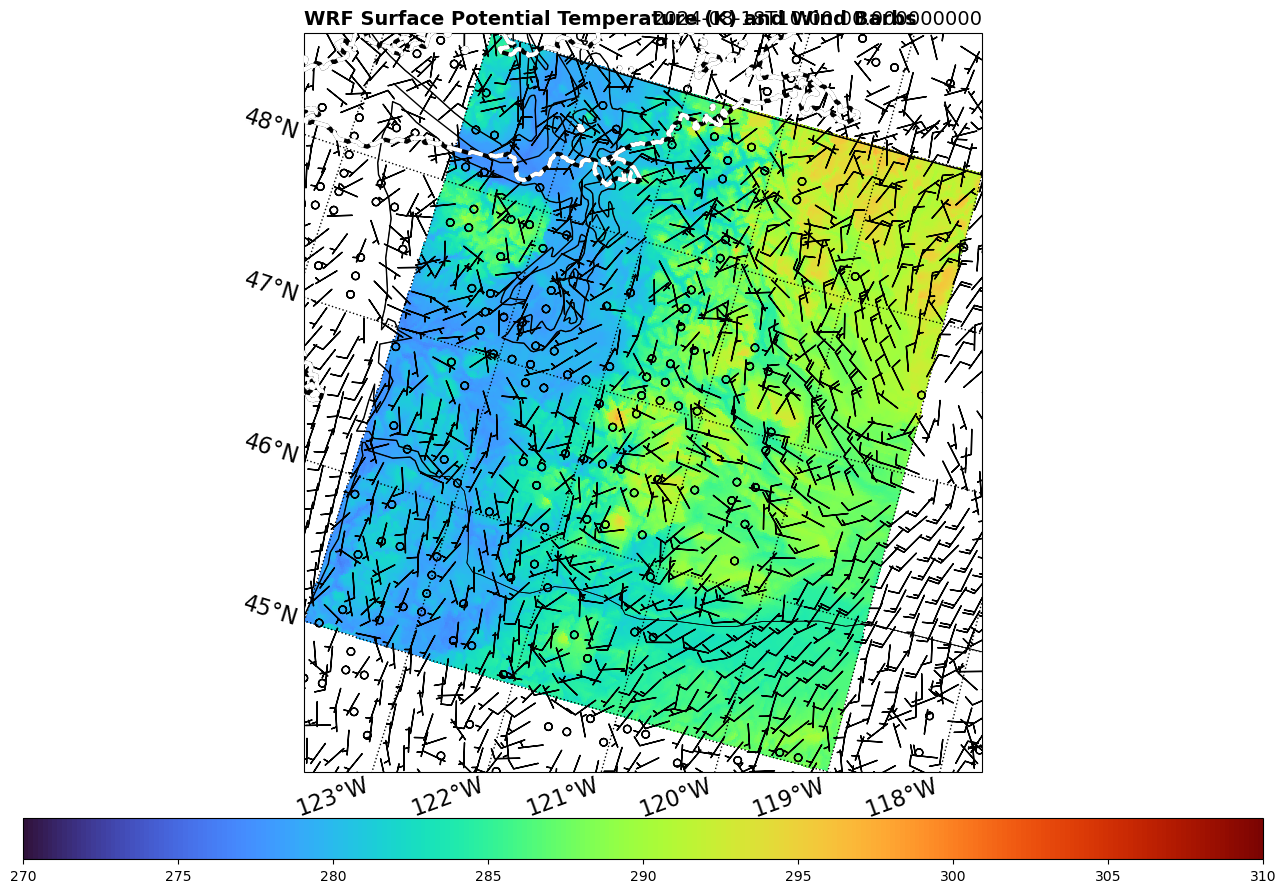 WRF Surface Potential Temperature (K) and Wind Barbs
48°N
47°N
46°N
45°N
123°W 122°W 121°W 120°W 119°W 118°W
270 275 280 285 290 295 300 305 310